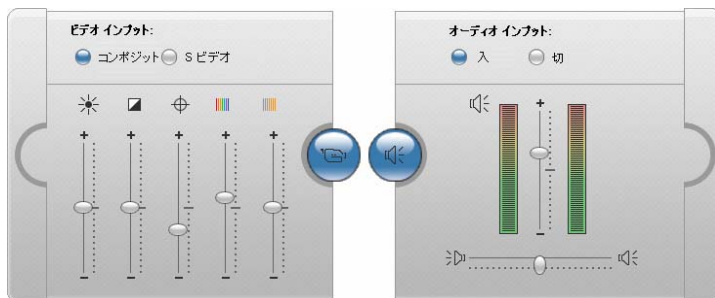 ビデオ インプット:
コンポジット
S ビデオ
オーディオ インプット:
入
切